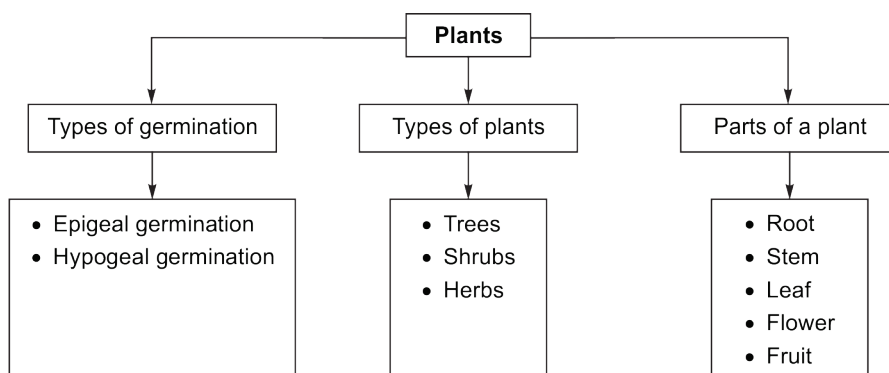 Plants
Types of germination
Types of plants
Parts of a plant
• Epigeal germination
• Hypogeal germination
• Trees
• Shrubs
• Herbs
• Root
• Stem
• Leaf
• Flower
• Fruit